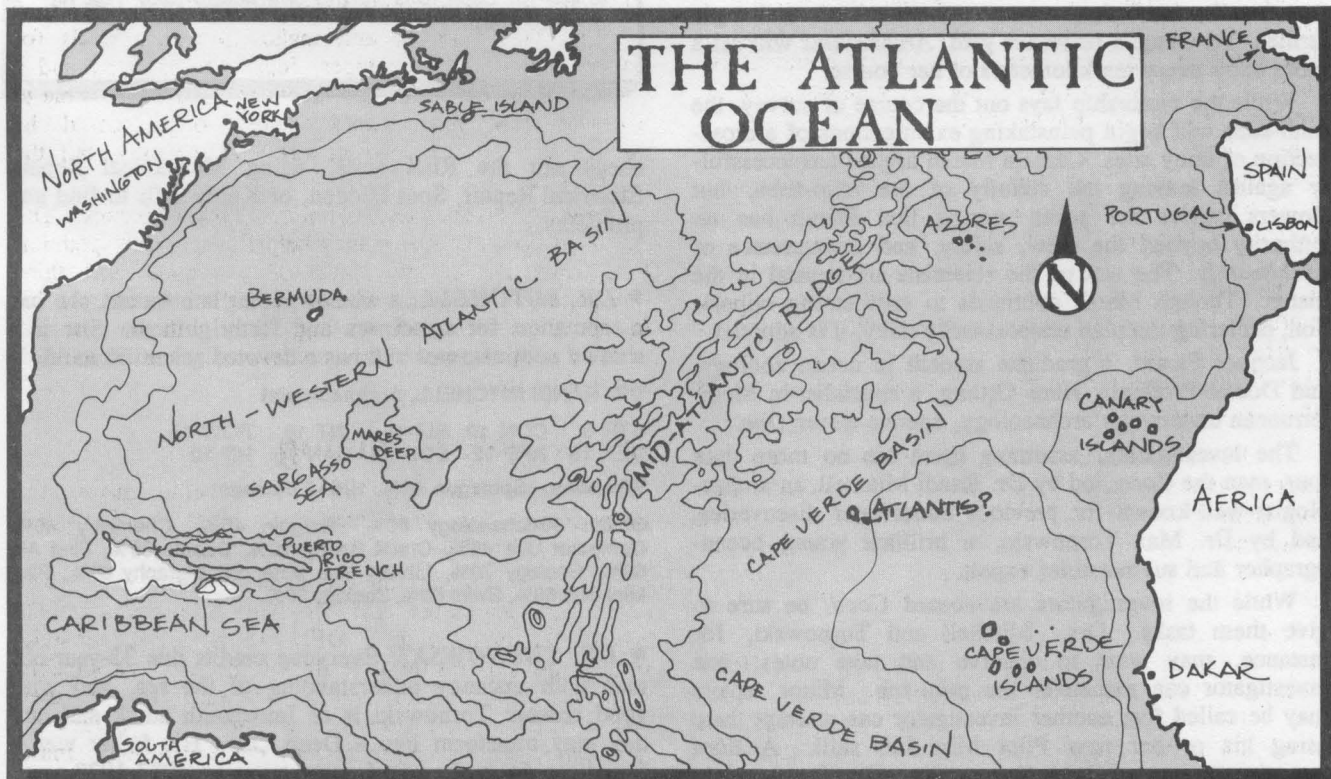 THE ATLANTIC
OCEAN
FRANCE
NORTH AMERICA
NEW
YORK
WASHINGTON
SABLE ISLAND
SPAIN
PORTUGAL
LISBON
AZORES
N
BERMUDA
NORTH-WESTERN ATLANTIC BASIN
MID-ATLANTIC RIDGE
MARES
DEEP
SARGASSO
SEA
CANARY
ISLANDS
AFRICA
CAPE VERDE BASIN
ATLANTIS?
PUERTO
RICO
TRENCH
CARIBBEAN SEA
CAPE VERDE
ISLANDS
DAKAR
CAPE VERDE BASIN
SOUTH
AMERICA